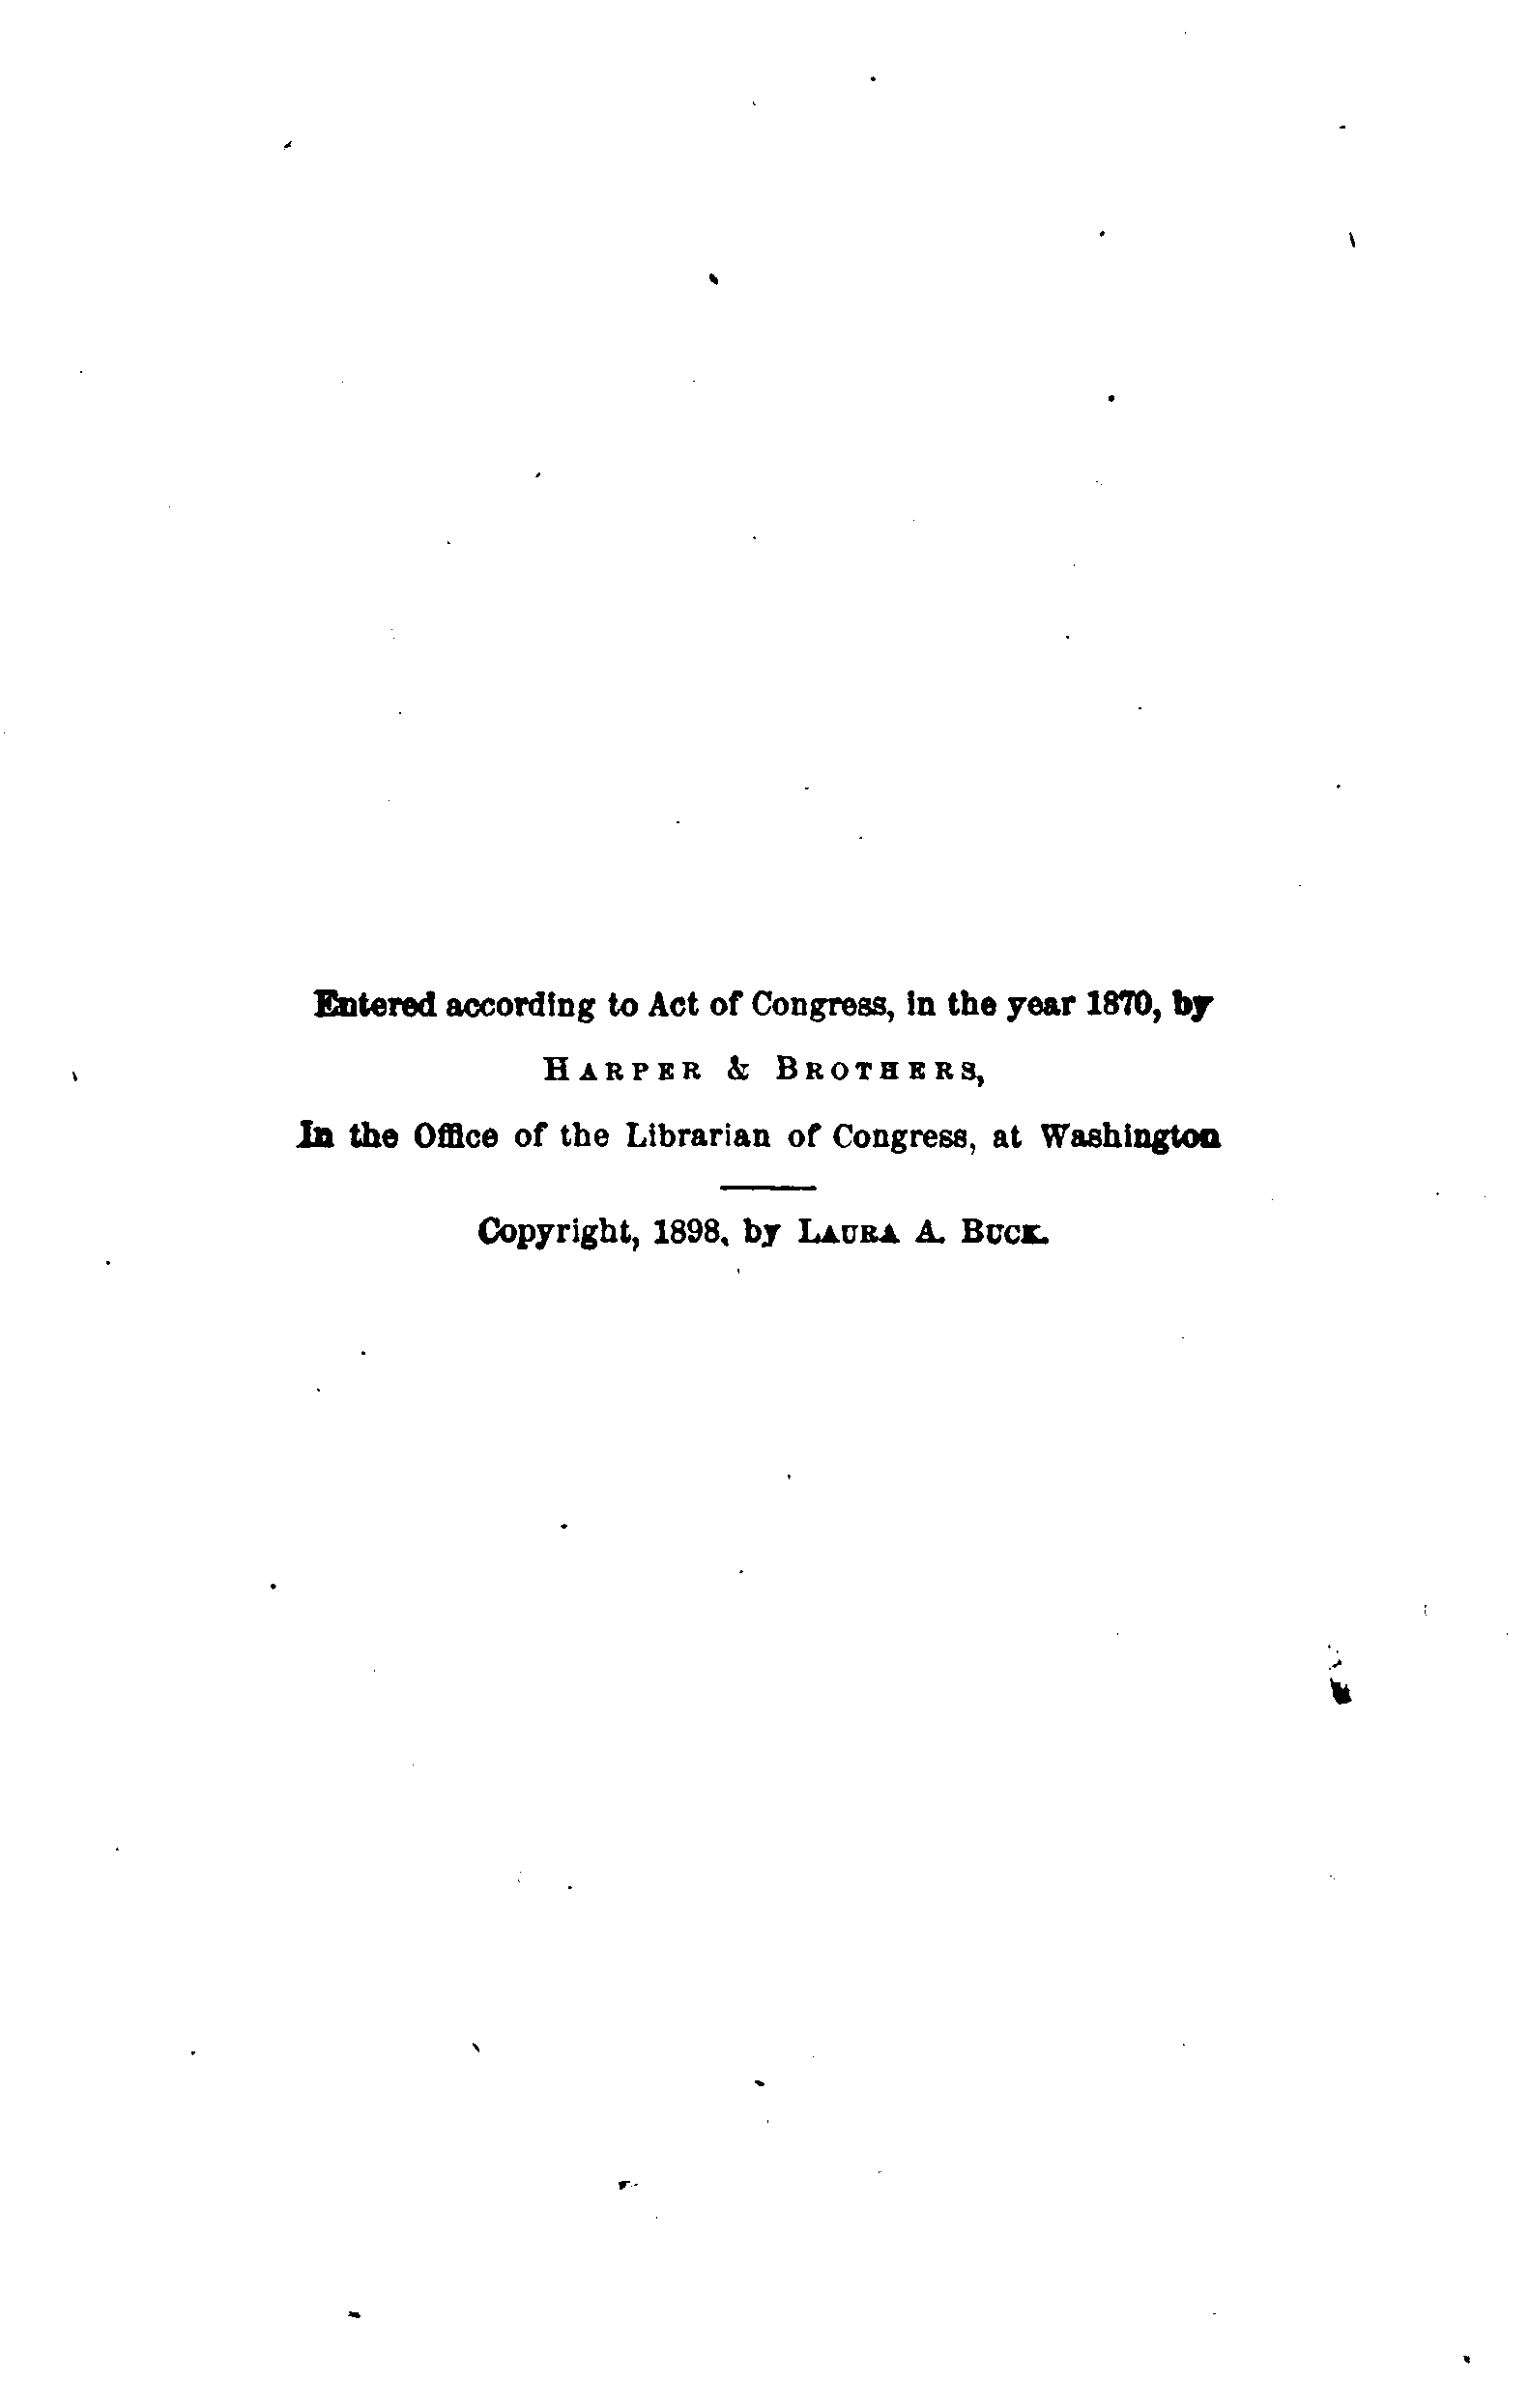 Entered according to Act of Congress, in the year 1870, by
HARPER & BROTHERS,
In the Office of the Librarian of Congress, at Washington
Copyright, 1898, by LAURA A. BUCK.